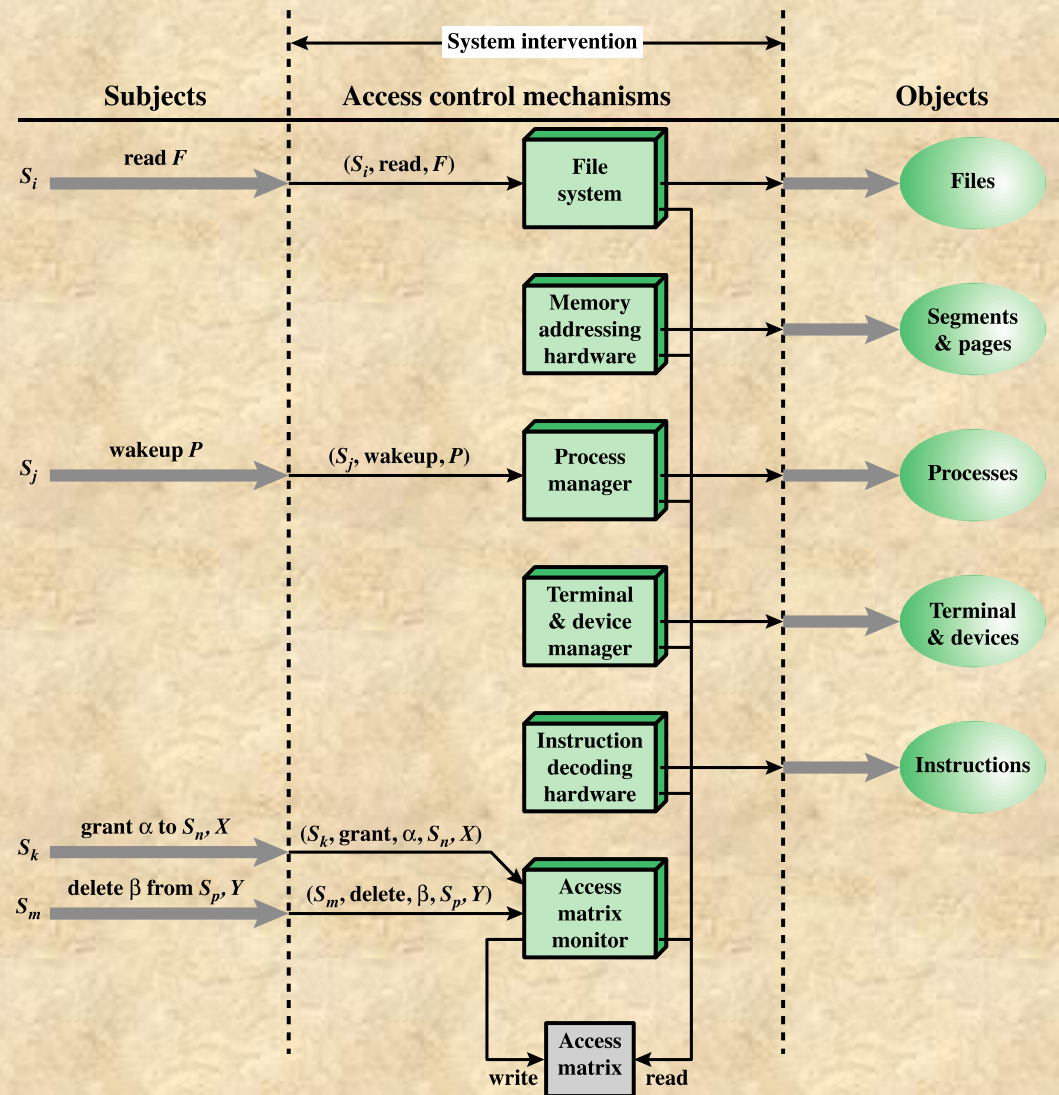 System intervention
Subjects
Access control mechanisms
Objects
read F
S_i
(S_i, read, F)
File
system
Files
Memory
addressing
hardware
Segments
& pages
wakeup P
S_j
(S_j, wakeup, P)
Process
manager
Processes
Terminal
& device
manager
Terminal
& devices
Instruction
decoding
hardware
Instructions
grant α to S_n, X
S_k
(S_k, grant, α, S_n, X)
delete β from S_p, Y
S_m
(S_m, delete, β, S_p, Y)
Access
matrix
monitor
Access
matrix
write
read